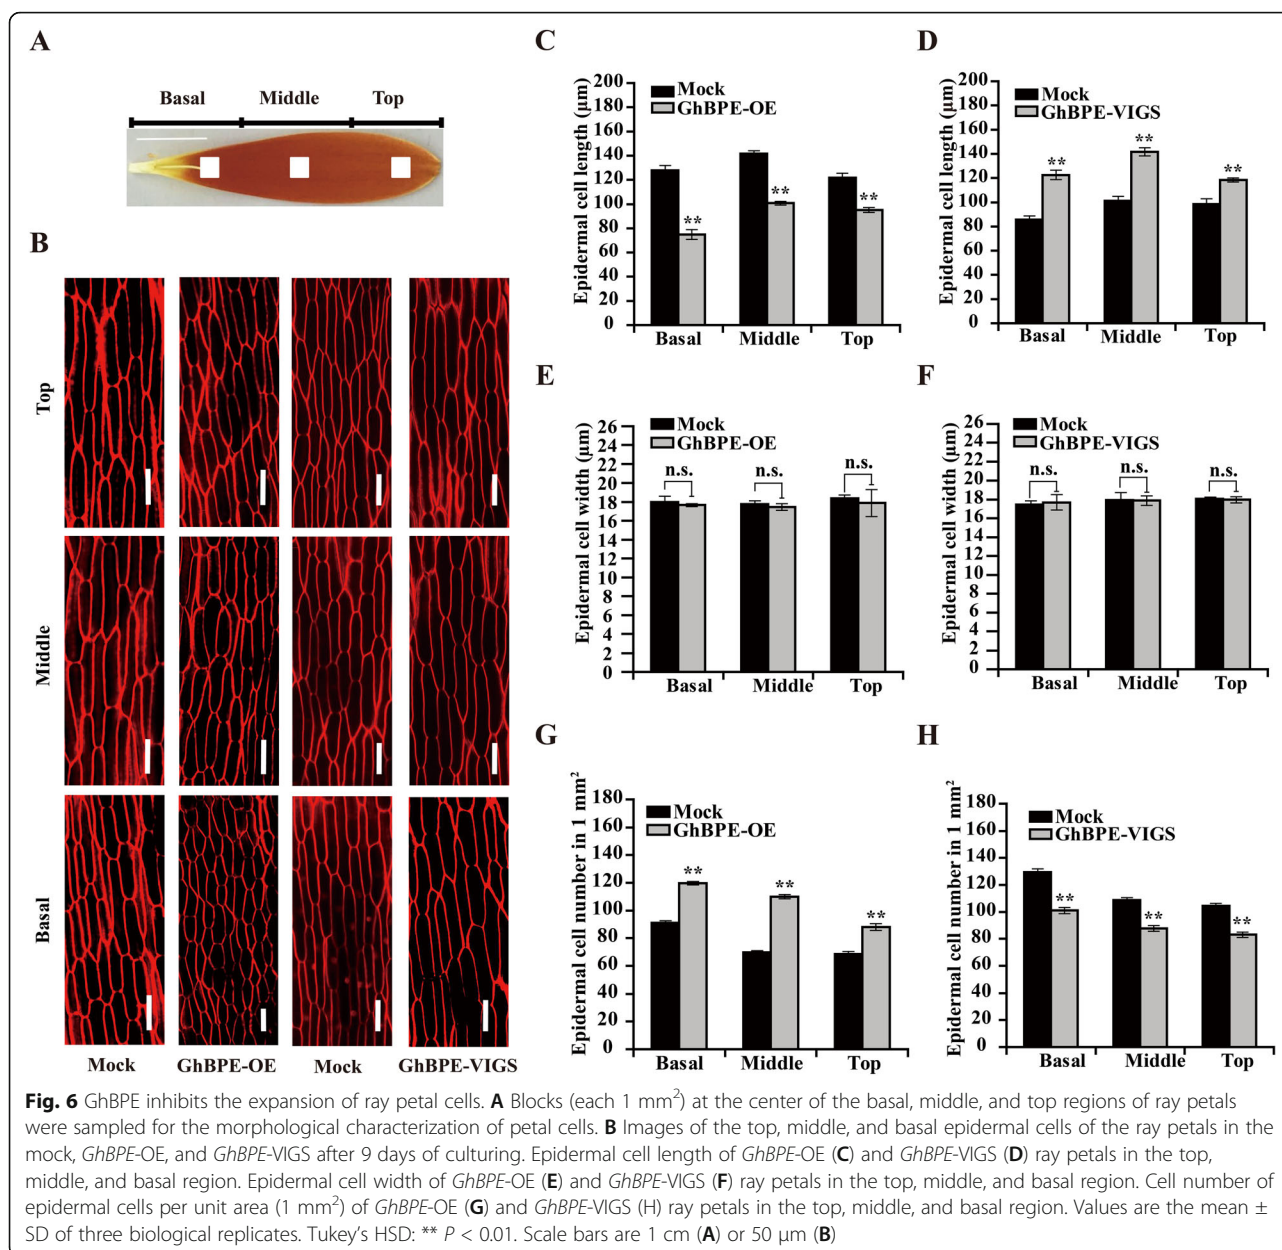 A
Basal Middle Top
B
Top
Middle
Basal
Mock GhBPE-OE Mock GhBPE-VIGS
C
Epidermal cell length (µm)
200
180
160
140
120
100
80
60
40
20
0
Mock
GhBPE-OE
**
**
**
Basal Middle Top
D
Epidermal cell length (µm)
200
180
160
140
120
100
80
60
40
20
0
Mock
GhBPE-VIGS
**
**
**
Basal Middle Top
E
Epidermal cell width (µm)
26
24
22
20
18
16
14
12
10
8
6
4
2
0
Mock
GhBPE-OE
n.s. n.s. n.s.
Basal Middle Top
F
Epidermal cell width (µm)
26
24
22
20
18
16
14
12
10
8
6
4
2
0
Mock
GhBPE-VIGS
n.s. n.s. n.s.
Basal Middle Top
G
Epidermal cell number in 1 mm²
180
160
140
120
100
80
60
40
20
0
Mock
GhBPE-OE
**
**
**
Basal Middle Top
H
Epidermal cell number in 1 mm²
180
160
140
120
100
80
60
40
20
0
Mock
GhBPE-VIGS
**
**
**
Basal Middle Top
Fig. 6 GhBPE inhibits the expansion of ray petal cells. A Blocks (each 1 mm²) at the center of the basal, middle, and top regions of ray petals
were sampled for the morphological characterization of petal cells. B Images of the top, middle, and basal epidermal cells of the ray petals in the
mock, GhBPE-OE, and GhBPE-VIGS after 9 days of culturing. Epidermal cell length of GhBPE-OE (C) and GhBPE-VIGS (D) ray petals in the top,
middle, and basal region. Epidermal cell width of GhBPE-OE (E) and GhBPE-VIGS (F) ray petals in the top, middle, and basal region. Cell number of
epidermal cells per unit area (1 mm²) of GhBPE-OE (G) and GhBPE-VIGS (H) ray petals in the top, middle, and basal region. Values are the mean ±
SD of three biological replicates. Tukey's HSD: ** P < 0.01. Scale bars are 1 cm (A) or 50 µm (B)